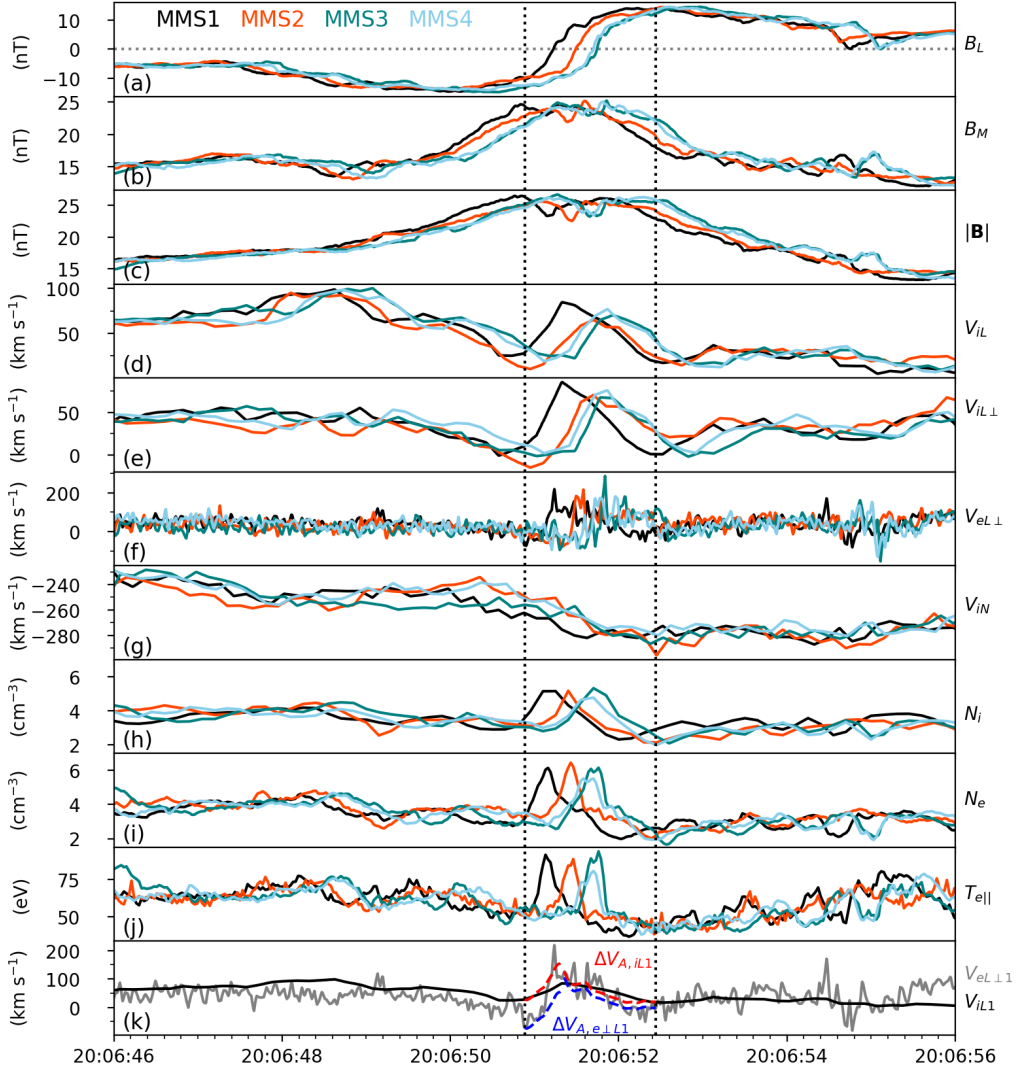 MMS1 MMS2 MMS3 MMS4
10
0
−10
(nT)
(a)
B_L
25
20
15
(nT)
(b)
B_M
25
20
15
(nT)
(c)
|B|
100
50
(km s⁻¹)
(d)
V_iL
50
0
(km s⁻¹)
(e)
V_iL⊥
200
0
(km s⁻¹)
(f)
V_eL⊥
−240
−260
−280
(km s⁻¹)
(g)
V_iN
6
4
2
(cm⁻³)
(h)
N_i
6
4
2
(cm⁻³)
(i)
N_e
75
50
(eV)
(j)
T_e||
200
100
0
(km s⁻¹)
(k)
ΔV_A,iL1
ΔV_A,e⊥L1
V_eL⊥1
V_iL1
20:06:46 20:06:48 20:06:50 20:06:52 20:06:54 20:06:56